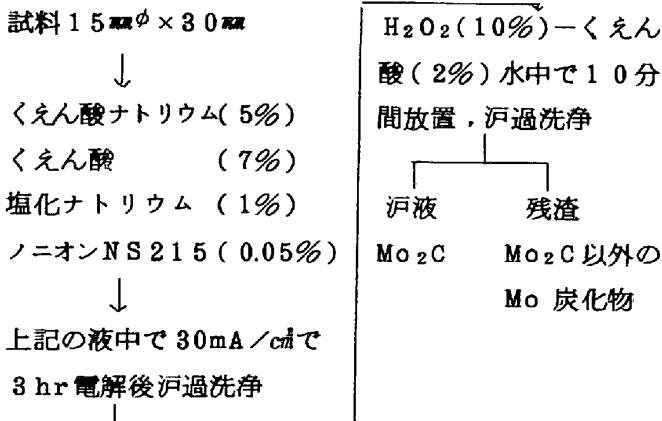 試料15㎜φ×30㎜
↓
くえん酸ナトリウム(5%)
くえん酸 (7%)
塩化ナトリウム (1%)
ノニオンNS215(0.05%)
↓
上記の液中で30mA/c㎡で
3hr電解後沪過洗浄
H₂O₂(10%)−くえん
酸(2%)水中で10分
間放置,沪過洗浄
沪液 残渣
Mo₂C Mo₂C以外の
Mo炭化物